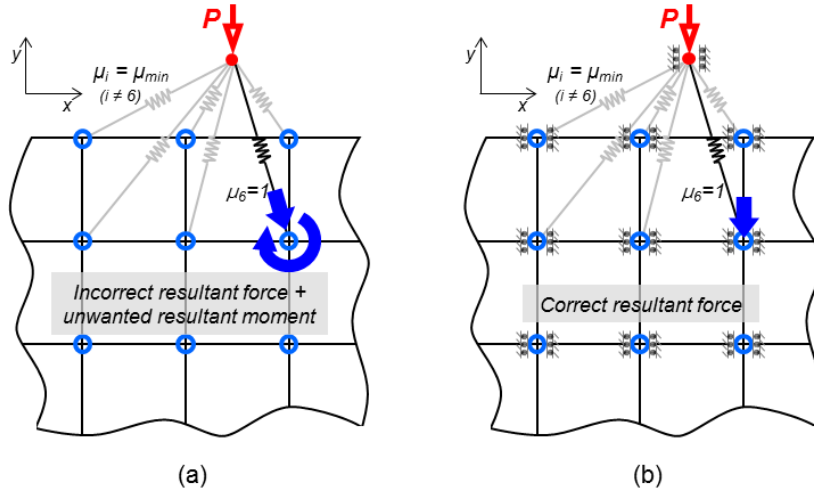 P
y
x
μi = μmin
(i ≠ 6)
μ6=1
Incorrect resultant force +
unwanted resultant moment
(a)
P
y
x
μi = μmin
(i ≠ 6)
μ6=1
Correct resultant force
(b)